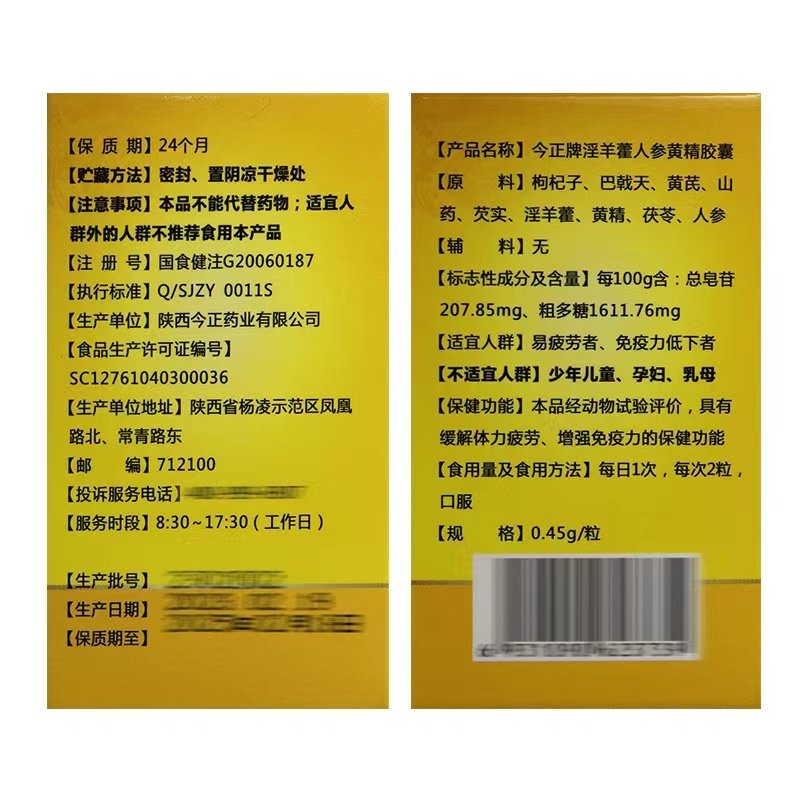 【保 质 期】24个月
【贮藏方法】密封、置阴凉干燥处
【注意事项】本品不能代替药物；适宜人
群外的人群不推荐食用本产品
【注 册 号】国食健注G20060187
【执行标准】Q/SJZY 0011S
【生产单位】陕西今正药业有限公司
【食品生产许可证编号】
SC12761040300036
【生产单位地址】陕西省杨凌示范区凤凰
路北、常青路东
【邮 编】712100
【投诉服务电话】
【服务时段】8:30~17:30（工作日）
【生产批号】
【生产日期】
【保质期至】
【产品名称】今正牌淫羊藿人参黄精胶囊
【原 料】枸杞子、巴戟天、黄芪、山
药、芡实、淫羊藿、黄精、茯苓、人参
【辅 料】无
【标志性成分及含量】每100g含：总皂苷
207.85mg、粗多糖1611.76mg
【适宜人群】易疲劳者、免疫力低下者
【不适宜人群】少年儿童、孕妇、乳母
【保健功能】本品经动物试验评价，具有
缓解体力疲劳、增强免疫力的保健功能
【食用量及食用方法】每日1次，每次2粒，
口服
【规 格】0.45g/粒